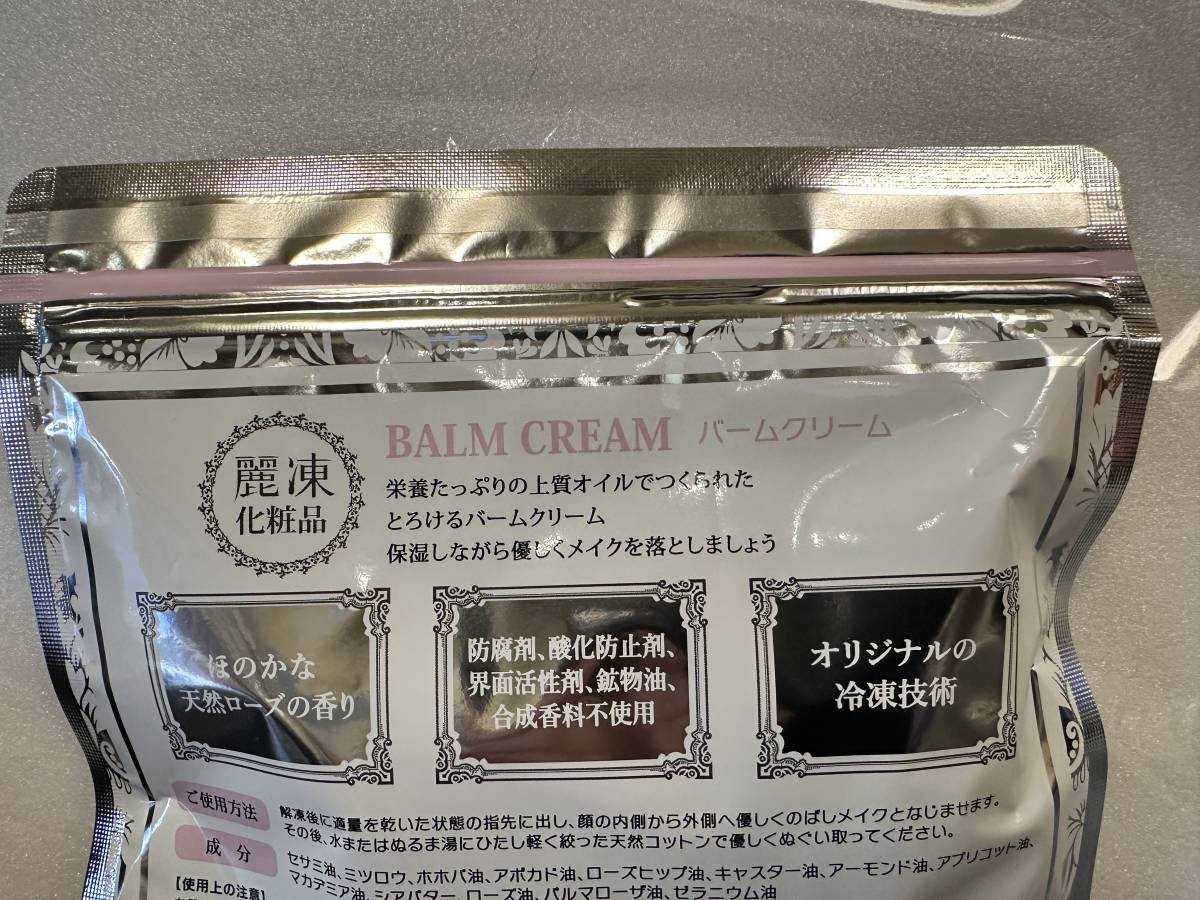 麗凍
化粧品
BALM CREAM バームクリーム
栄養たっぷりの上質オイルでつくられた
とろけるバームクリーム
保湿しながら優しくメイクを落としましょう
ほのかな
天然ローズの香り
防腐剤、酸化防止剤、
界面活性剤、鉱物油、
合成香料不使用
オリジナルの
冷凍技術
ご使用方法
解凍後に適量を乾いた状態の指先に出し、顔の内側から外側へ優しくのばしメイクとなじませます。
その後、水またはぬるま湯にひたし軽く絞った天然コットンで優しくぬぐい取ってください。
成分
セサミ油、ミツロウ、ホホバ油、アボカド油、ローズヒップ油、キャスター油、アーモンド油、アプリコット油、
マカアミア油、シアバター、ローズ油、パルマローザ油、ゼラニウム油
【使用上の注意】